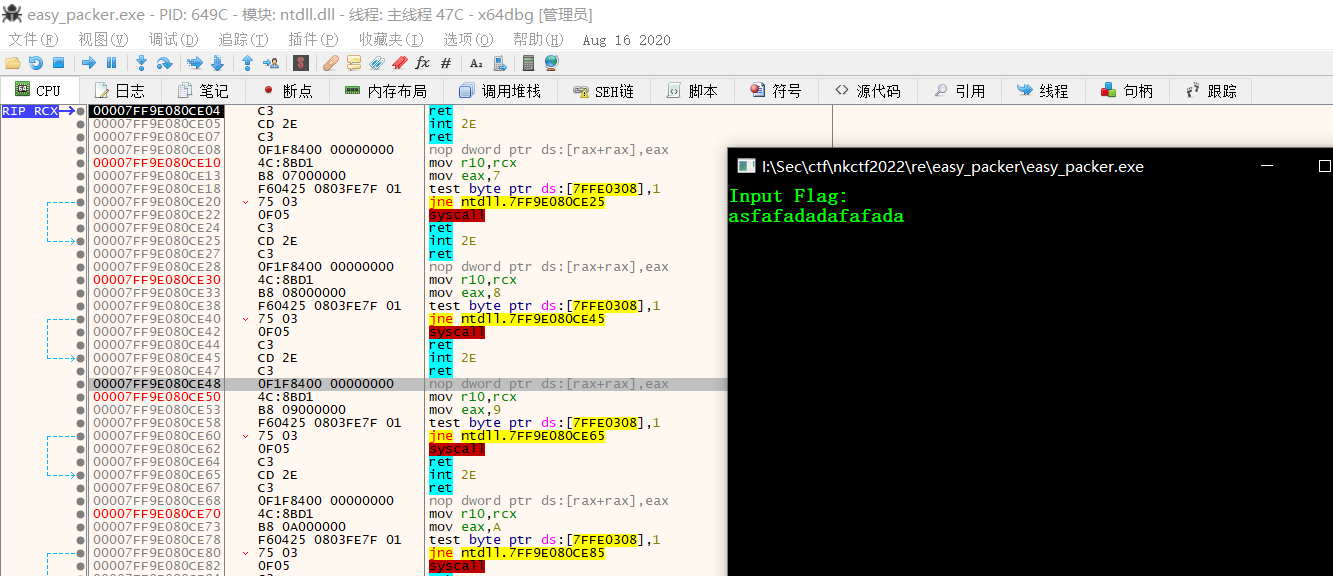 easy_packer.exe - PID: 649C - 模块: ntdll.dll - 线程: 主线程 47C - x64dbg [管理员]
文件(F) 视图(V) 调试(D) 追踪(T) 插件(P) 收藏夹(I) 选项(O) 帮助(H) Aug 16 2020
CPU 日志 笔记 断点 内存布局 调用堆栈 SEH链 脚本 符号 源代码 引用 线程 句柄 跟踪
RIP RCX 00007FF9E080CE04 C3 ret
00007FF9E080CE05 CD 2E int 2E
00007FF9E080CE07 C3 ret
00007FF9E080CE08 0F1F8400 00000000 nop dword ptr ds:[rax+rax],eax
00007FF9E080CE10 4C:8BD1 mov r10,rcx
00007FF9E080CE13 B8 07000000 mov eax,7
00007FF9E080CE18 F60425 0803FE7F 01 test byte ptr ds:[7FFE0308],1
00007FF9E080CE20 75 03 jne ntdll.7FF9E080CE25
00007FF9E080CE22 0F05 syscall
00007FF9E080CE24 C3 ret
00007FF9E080CE25 CD 2E int 2E
00007FF9E080CE27 C3 ret
00007FF9E080CE28 0F1F8400 00000000 nop dword ptr ds:[rax+rax],eax
00007FF9E080CE30 4C:8BD1 mov r10,rcx
00007FF9E080CE33 B8 08000000 mov eax,8
00007FF9E080CE38 F60425 0803FE7F 01 test byte ptr ds:[7FFE0308],1
00007FF9E080CE40 75 03 jne ntdll.7FF9E080CE45
00007FF9E080CE42 0F05 syscall
00007FF9E080CE44 C3 ret
00007FF9E080CE45 CD 2E int 2E
00007FF9E080CE47 C3 ret
00007FF9E080CE48 0F1F8400 00000000 nop dword ptr ds:[rax+rax],eax
00007FF9E080CE50 4C:8BD1 mov r10,rcx
00007FF9E080CE53 B8 09000000 mov eax,9
00007FF9E080CE58 F60425 0803FE7F 01 test byte ptr ds:[7FFE0308],1
00007FF9E080CE60 75 03 jne ntdll.7FF9E080CE65
00007FF9E080CE62 0F05 syscall
00007FF9E080CE64 C3 ret
00007FF9E080CE65 CD 2E int 2E
00007FF9E080CE67 C3 ret
00007FF9E080CE68 0F1F8400 00000000 nop dword ptr ds:[rax+rax],eax
00007FF9E080CE70 4C:8BD1 mov r10,rcx
00007FF9E080CE73 B8 0A000000 mov eax,A
00007FF9E080CE78 F60425 0803FE7F 01 test byte ptr ds:[7FFE0308],1
00007FF9E080CE80 75 03 jne ntdll.7FF9E080CE85
00007FF9E080CE82 0F05 syscall
I:\Sec\ctf\nkctf2022\re\easy_packer\easy_packer.exe
Input Flag:
asfafadadafafada